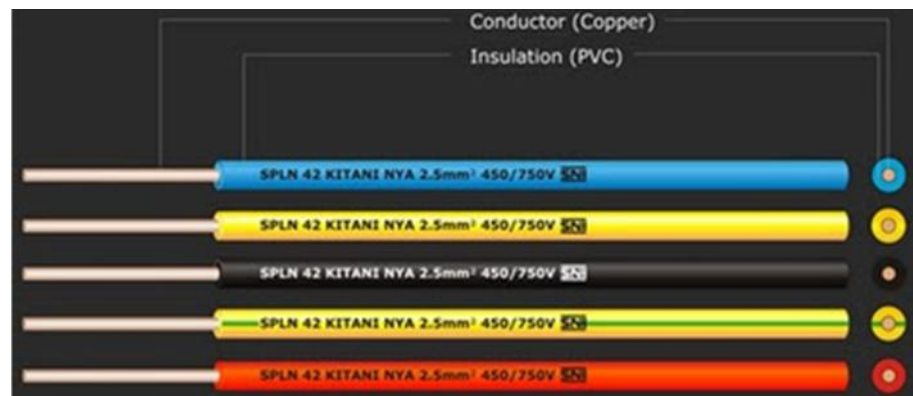 Conductor (Copper)
Insulation (PVC)
SPLN 42 KITANI NYA 2.5mm² 450/750V SNI
SPLN 42 KITANI NYA 2.5mm² 450/750V SNI
SPLN 42 KITANI NYA 2.5mm² 450/750V SNI
SPLN 42 KITANI NYA 2.5mm² 450/750V SNI
SPLN 42 KITANI NYA 2.5mm² 450/750V SNI